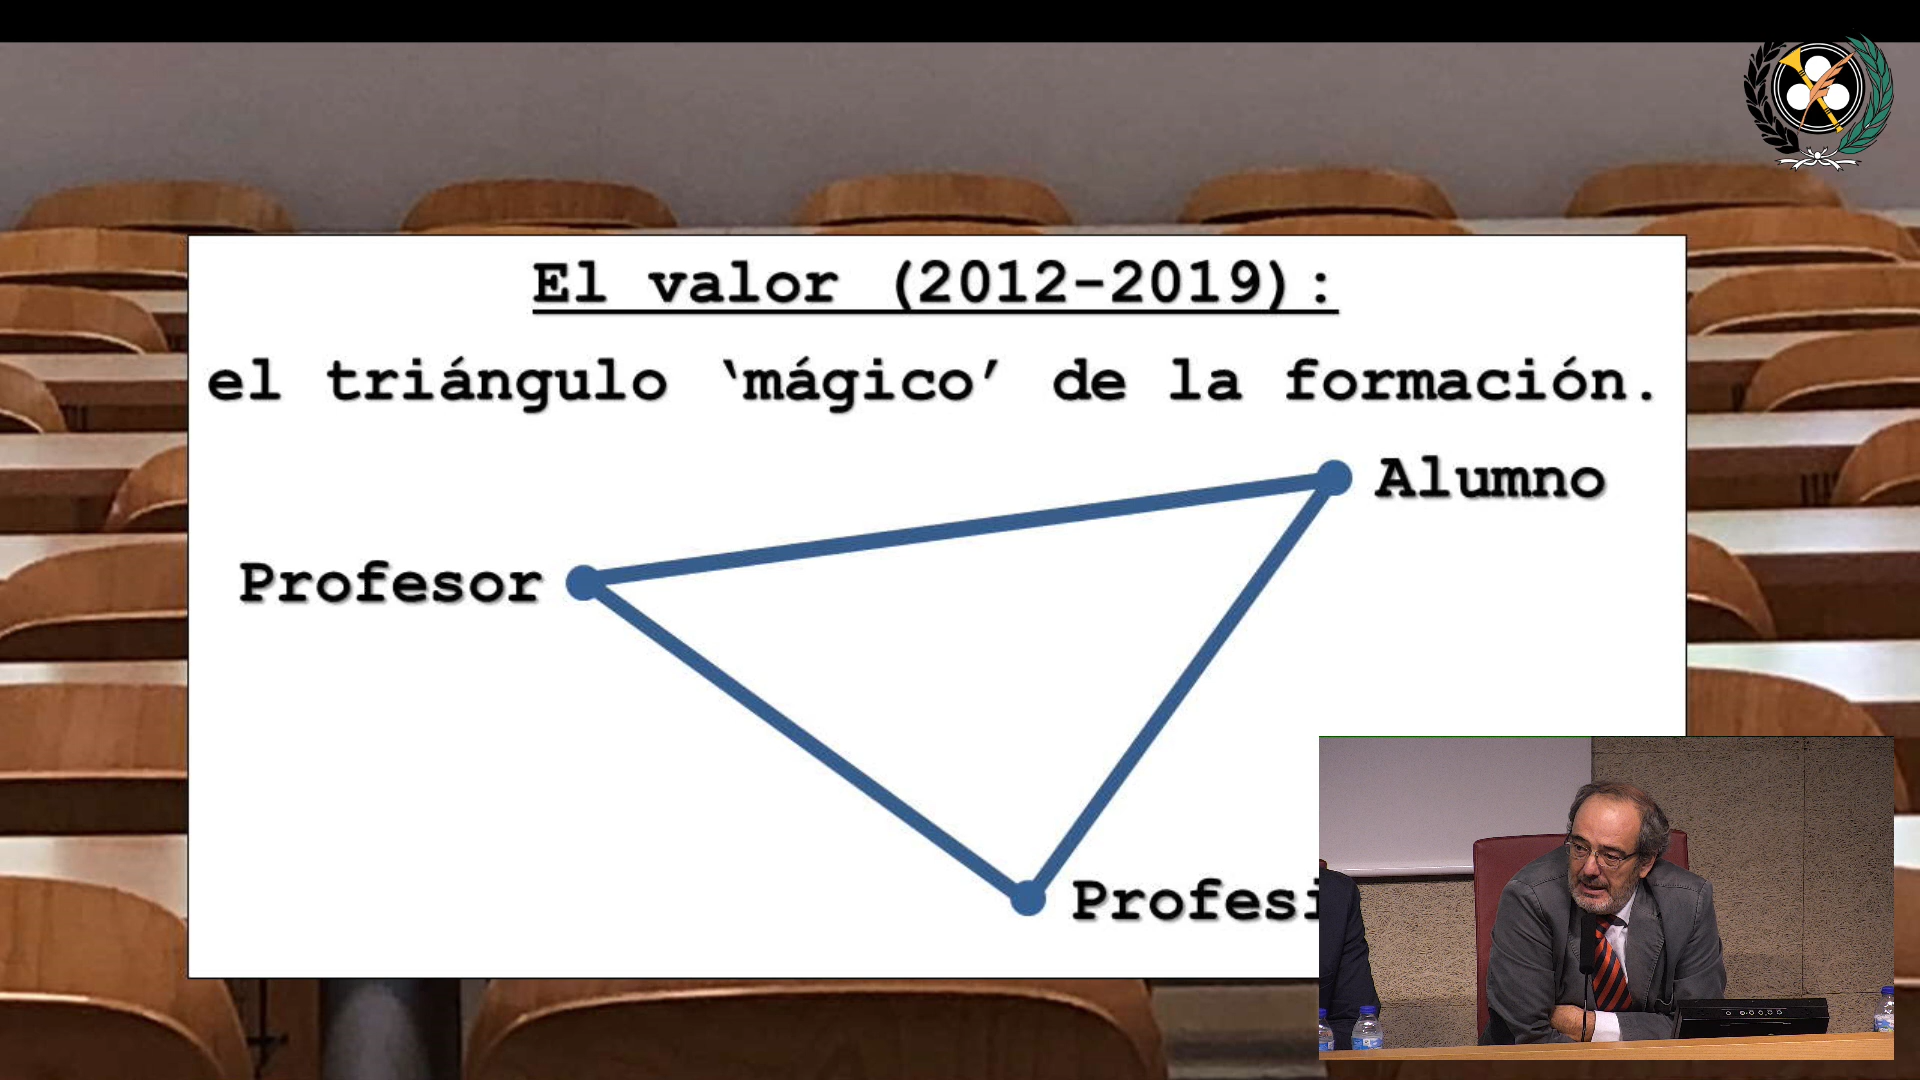 El valor (2012-2019):
el triángulo ‘mágico’ de la formación.
Alumno
Profesor